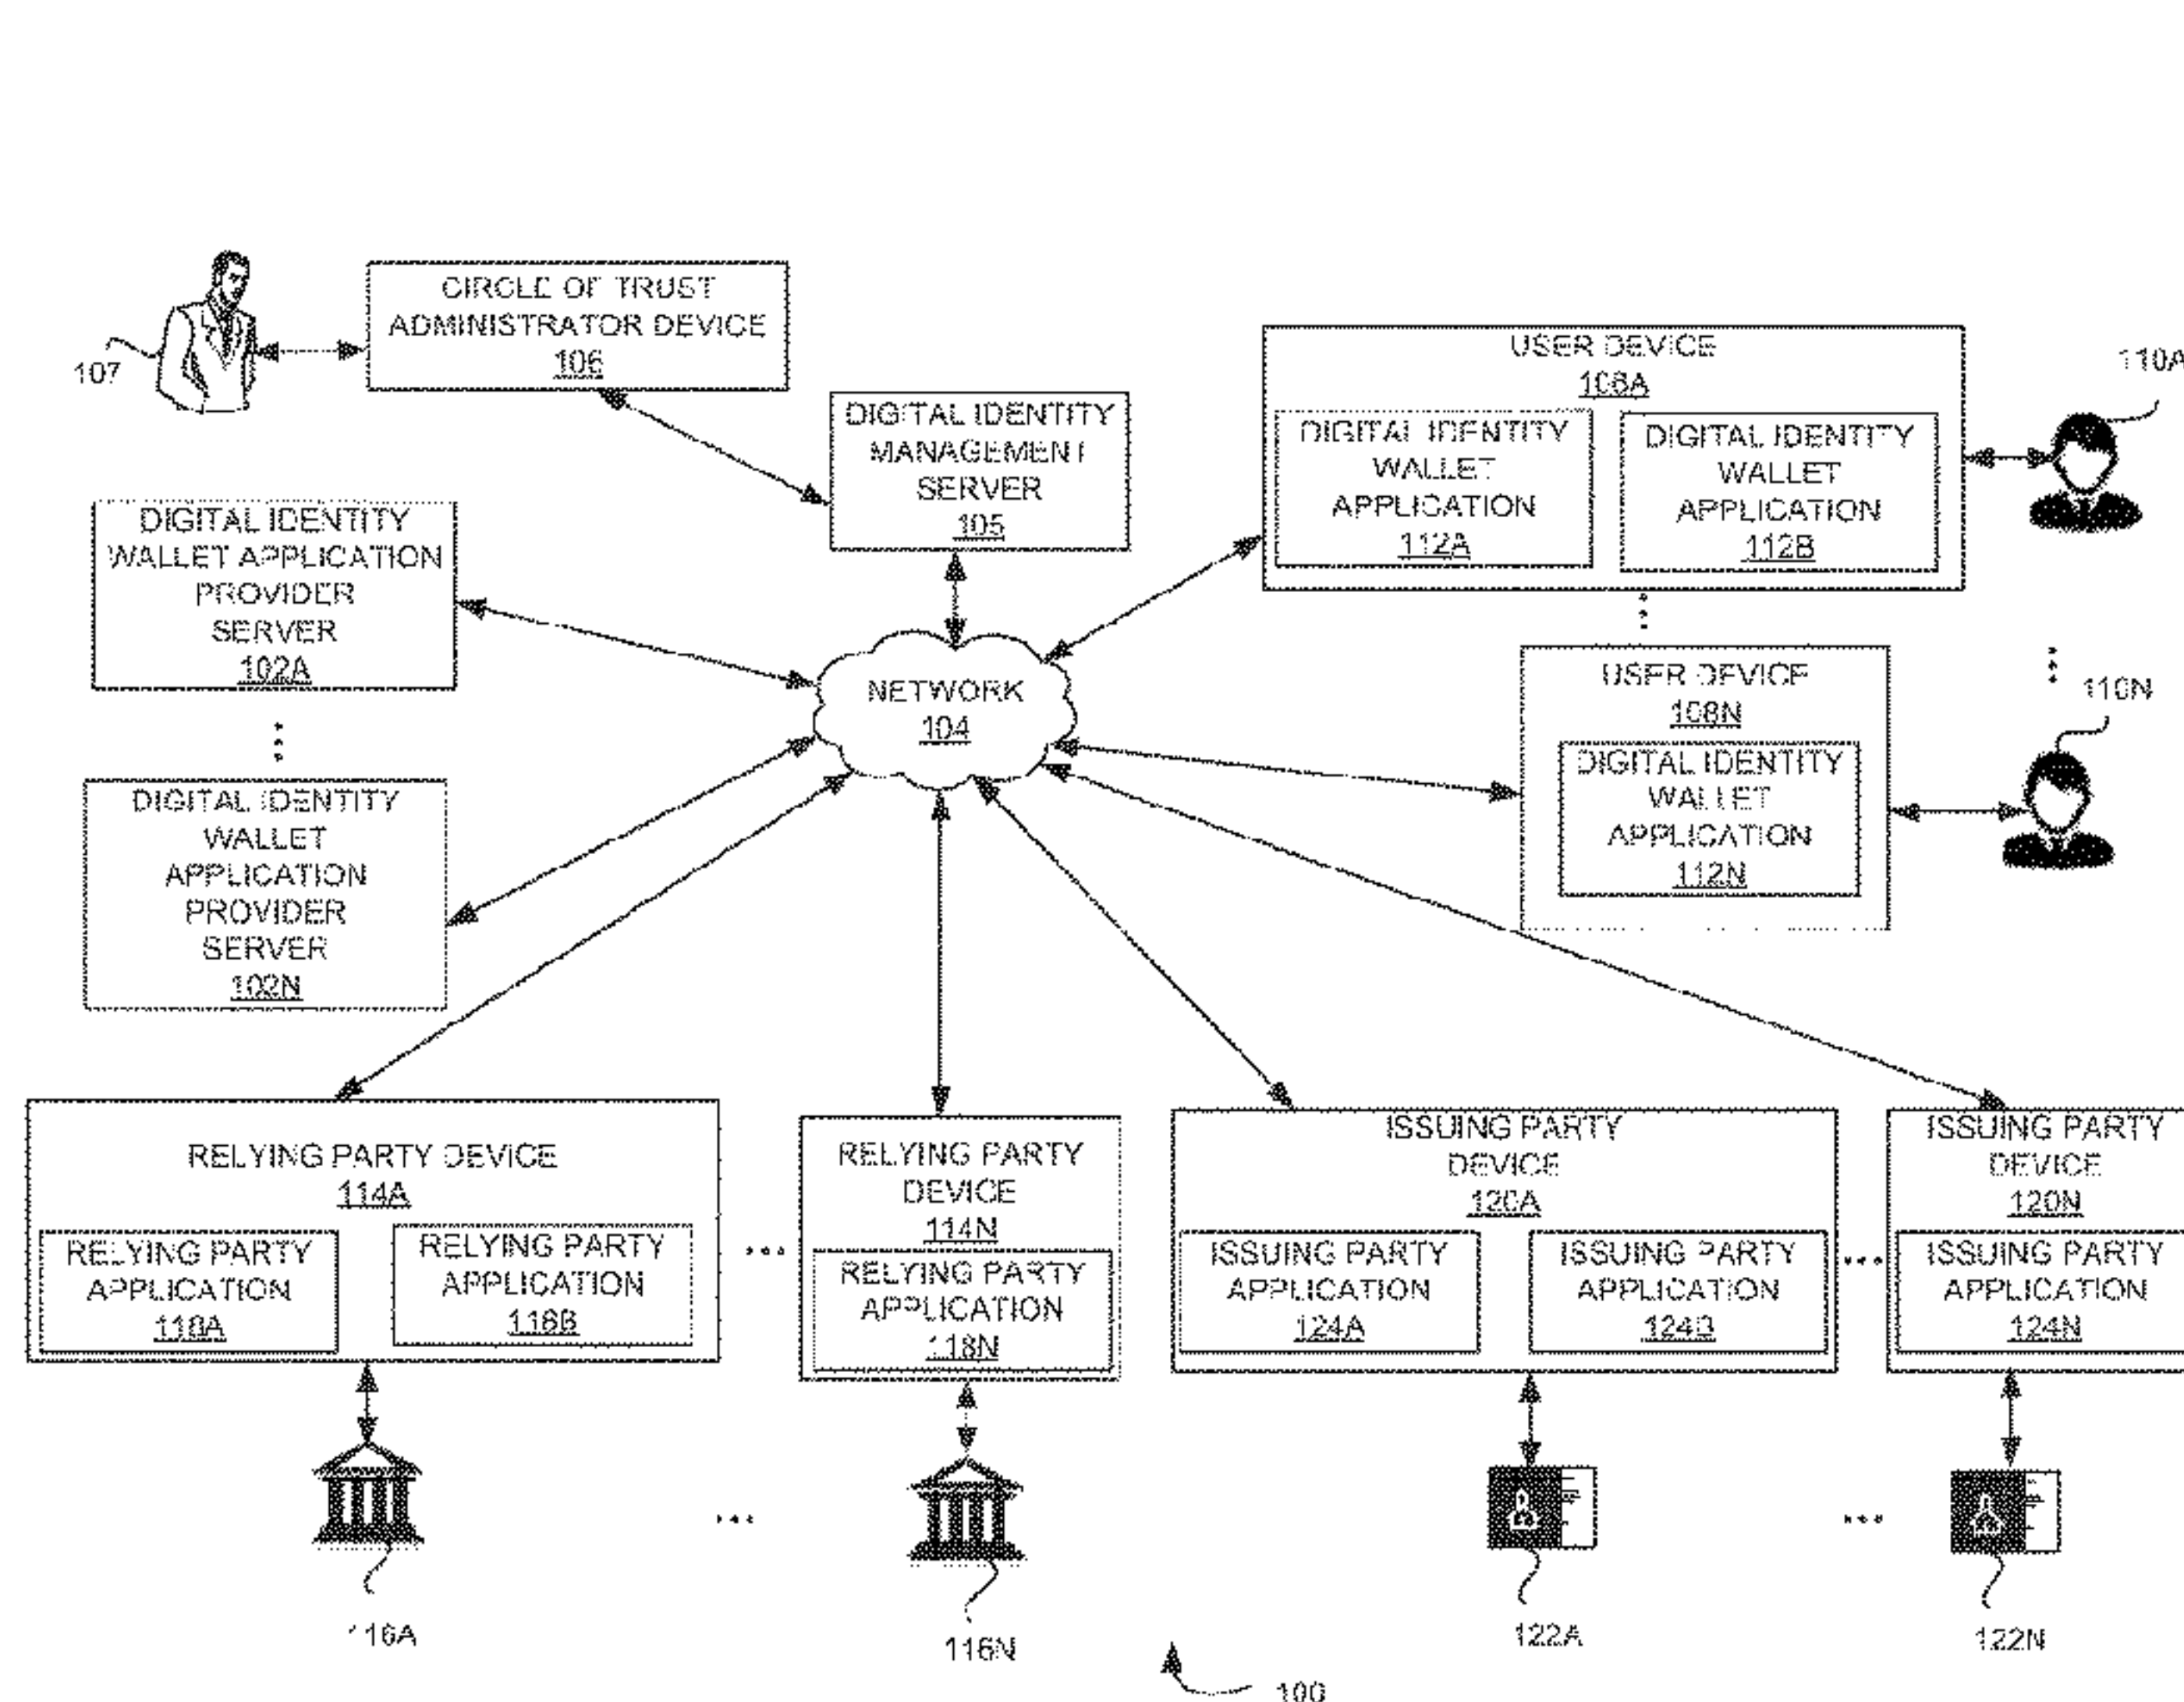 CIRCLE OF TRUST
ADMINISTRATOR DEVICE
106
107
DIGITAL IDENTITY
MANAGEMENT
SERVER
105
USER DEVICE
108A
110A
DIGITAL IDENTITY
WALLET
APPLICATION
112A
DIGITAL IDENTITY
WALLET
APPLICATION
112B
DIGITAL IDENTITY
WALLET APPLICATION
PROVIDER
SERVER
102A
NETWORK
104
USER DEVICE
108N
110N
DIGITAL IDENTITY
WALLET
APPLICATION
112N
DIGITAL IDENTITY
WALLET
APPLICATION
PROVIDER
SERVER
102N
RELYING PARTY DEVICE
114A
RELYING PARTY
APPLICATION
118A
RELYING PARTY
APPLICATION
118B
RELYING PARTY
DEVICE
114N
RELYING PARTY
APPLICATION
118N
ISSUING PARTY
DEVICE
120A
ISSUING PARTY
APPLICATION
124A
ISSUING PARTY
APPLICATION
124B
ISSUING PARTY
DEVICE
120N
ISSUING PARTY
APPLICATION
124N
116A
116N
122A
122N
100